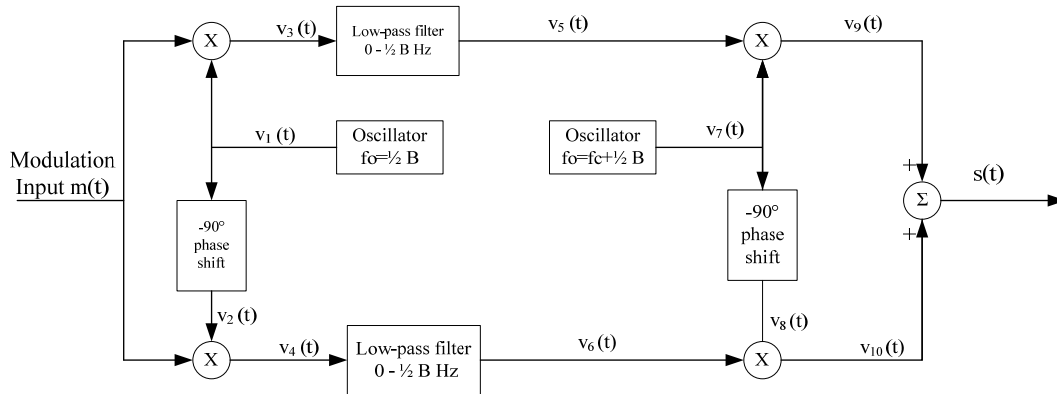 v3 (t)
Low-pass filter
0 - ½ B Hz
v5 (t)
v9 (t)
X
X
v1 (t)
Oscillator
fo=½ B
Oscillator
fo=fc+½ B
v7 (t)
Modulation
Input m(t)
-90°
phase
shift
-90°
phase
shift
+
Σ
s(t)
+
v2 (t)
v8 (t)
X
v4 (t)
Low-pass filter
0 - ½ B Hz
v6 (t)
X
v10 (t)